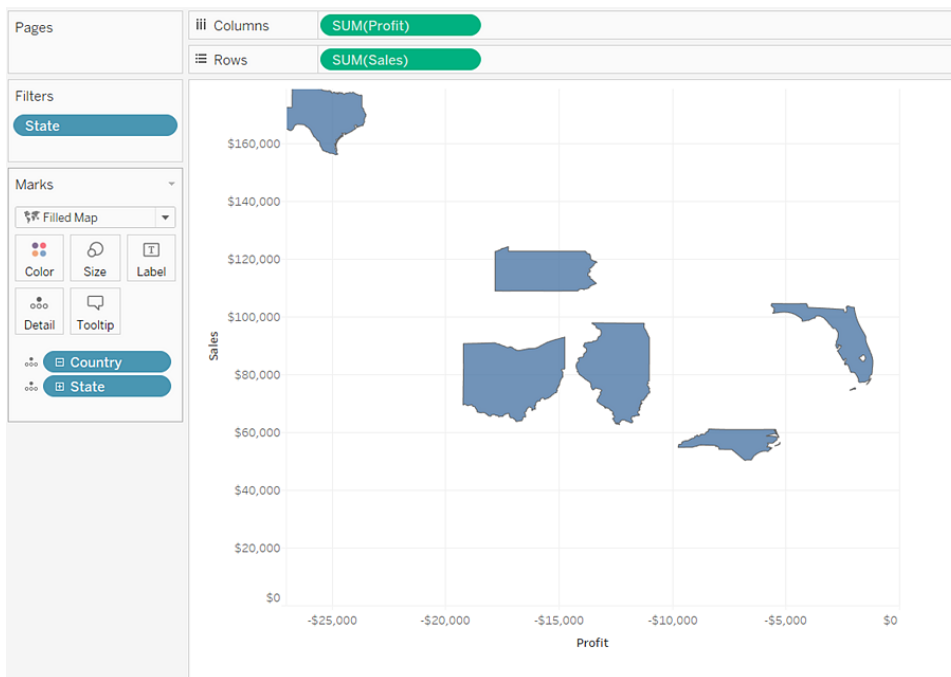 Pages
Columns
SUM(Profit)
Rows
SUM(Sales)
Filters
State
Marks
Filled Map
Color
Size
Label
Detail
Tooltip
Country
State
Sales
$160,000
$140,000
$120,000
$100,000
$80,000
$60,000
$40,000
$20,000
$0
-$25,000 -$20,000 -$15,000 -$10,000 -$5,000 $0
Profit